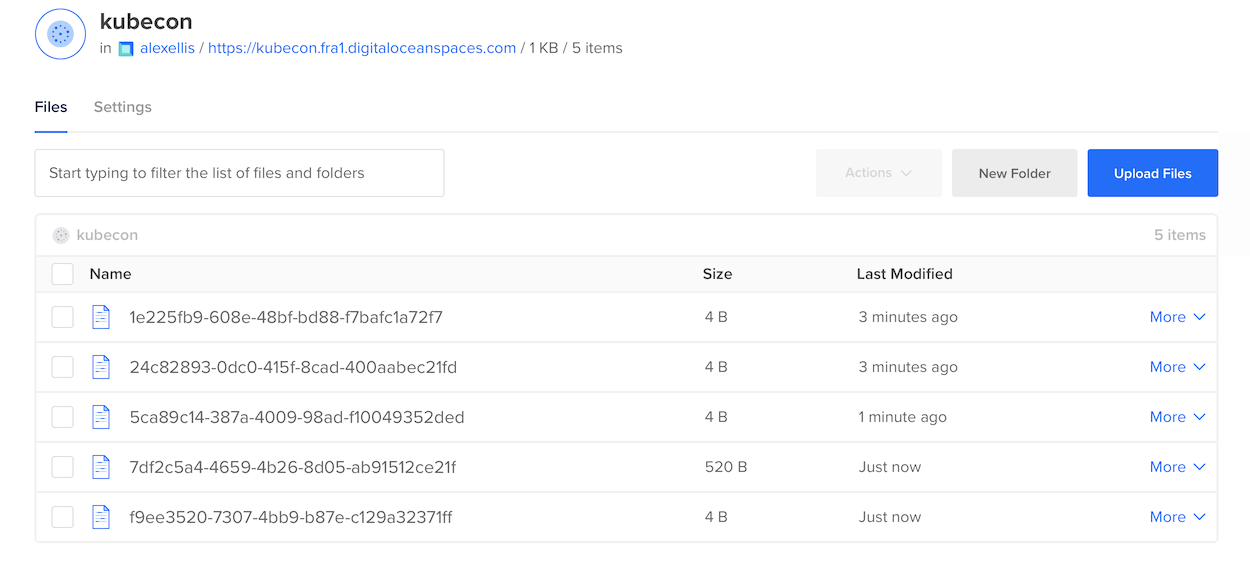 kubecon
in alexellis / https://kubecon.fra1.digitaloceanspaces.com / 1 KB / 5 items
Files Settings
Start typing to filter the list of files and folders Actions New Folder Upload Files
kubecon 5 items
Name Size Last Modified
1e225fb9-608e-48bf-bd88-f7bafc1a72f7 4 B 3 minutes ago More
24c82893-0dc0-415f-8cad-400aabec21fd 4 B 3 minutes ago More
5ca89c14-387a-4009-98ad-f10049352ded 4 B 1 minute ago More
7df2c5a4-4659-4b26-8d05-ab91512ce21f 520 B Just now More
f9ee3520-7307-4bb9-b87e-c129a32371ff 4 B Just now More